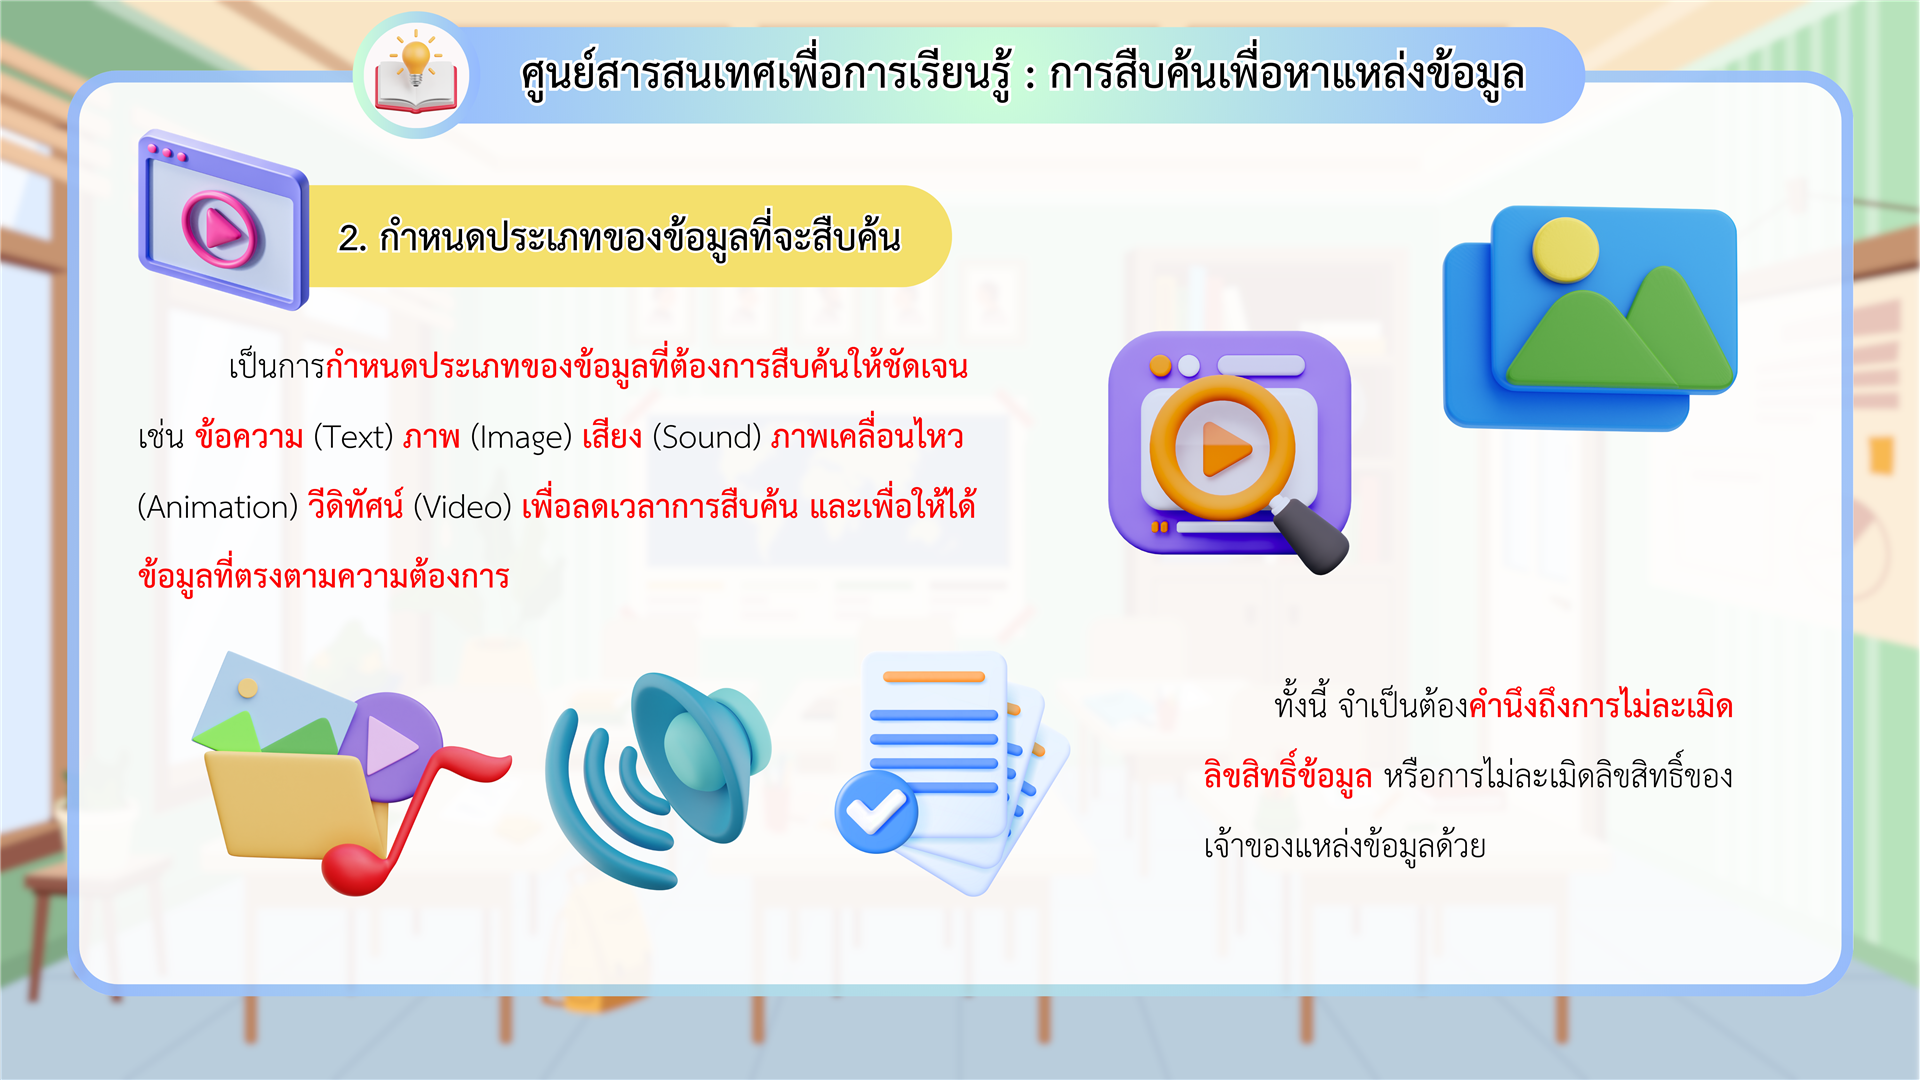 ศูนย์สารสนเทศเพื่อการเรียนรู้ : การสืบค้นเพื่อหาแหล่งข้อมูล
2. กำหนดประเภทของข้อมูลที่จะสืบค้น
เป็นการกำหนดประเภทของข้อมูลที่ต้องการสืบค้นให้ชัดเจน
เช่น ข้อความ (Text) ภาพ (Image) เสียง (Sound) ภาพเคลื่อนไหว
(Animation) วีดิทัศน์ (Video) เพื่อลดเวลาการสืบค้น และเพื่อให้ได้
ข้อมูลที่ตรงตามความต้องการ
ทั้งนี้ จำเป็นต้องคำนึงถึงการไม่ละเมิด
ลิขสิทธิ์ข้อมูล หรือการไม่ละเมิดลิขสิทธิ์ของ
เจ้าของแหล่งข้อมูลด้วย